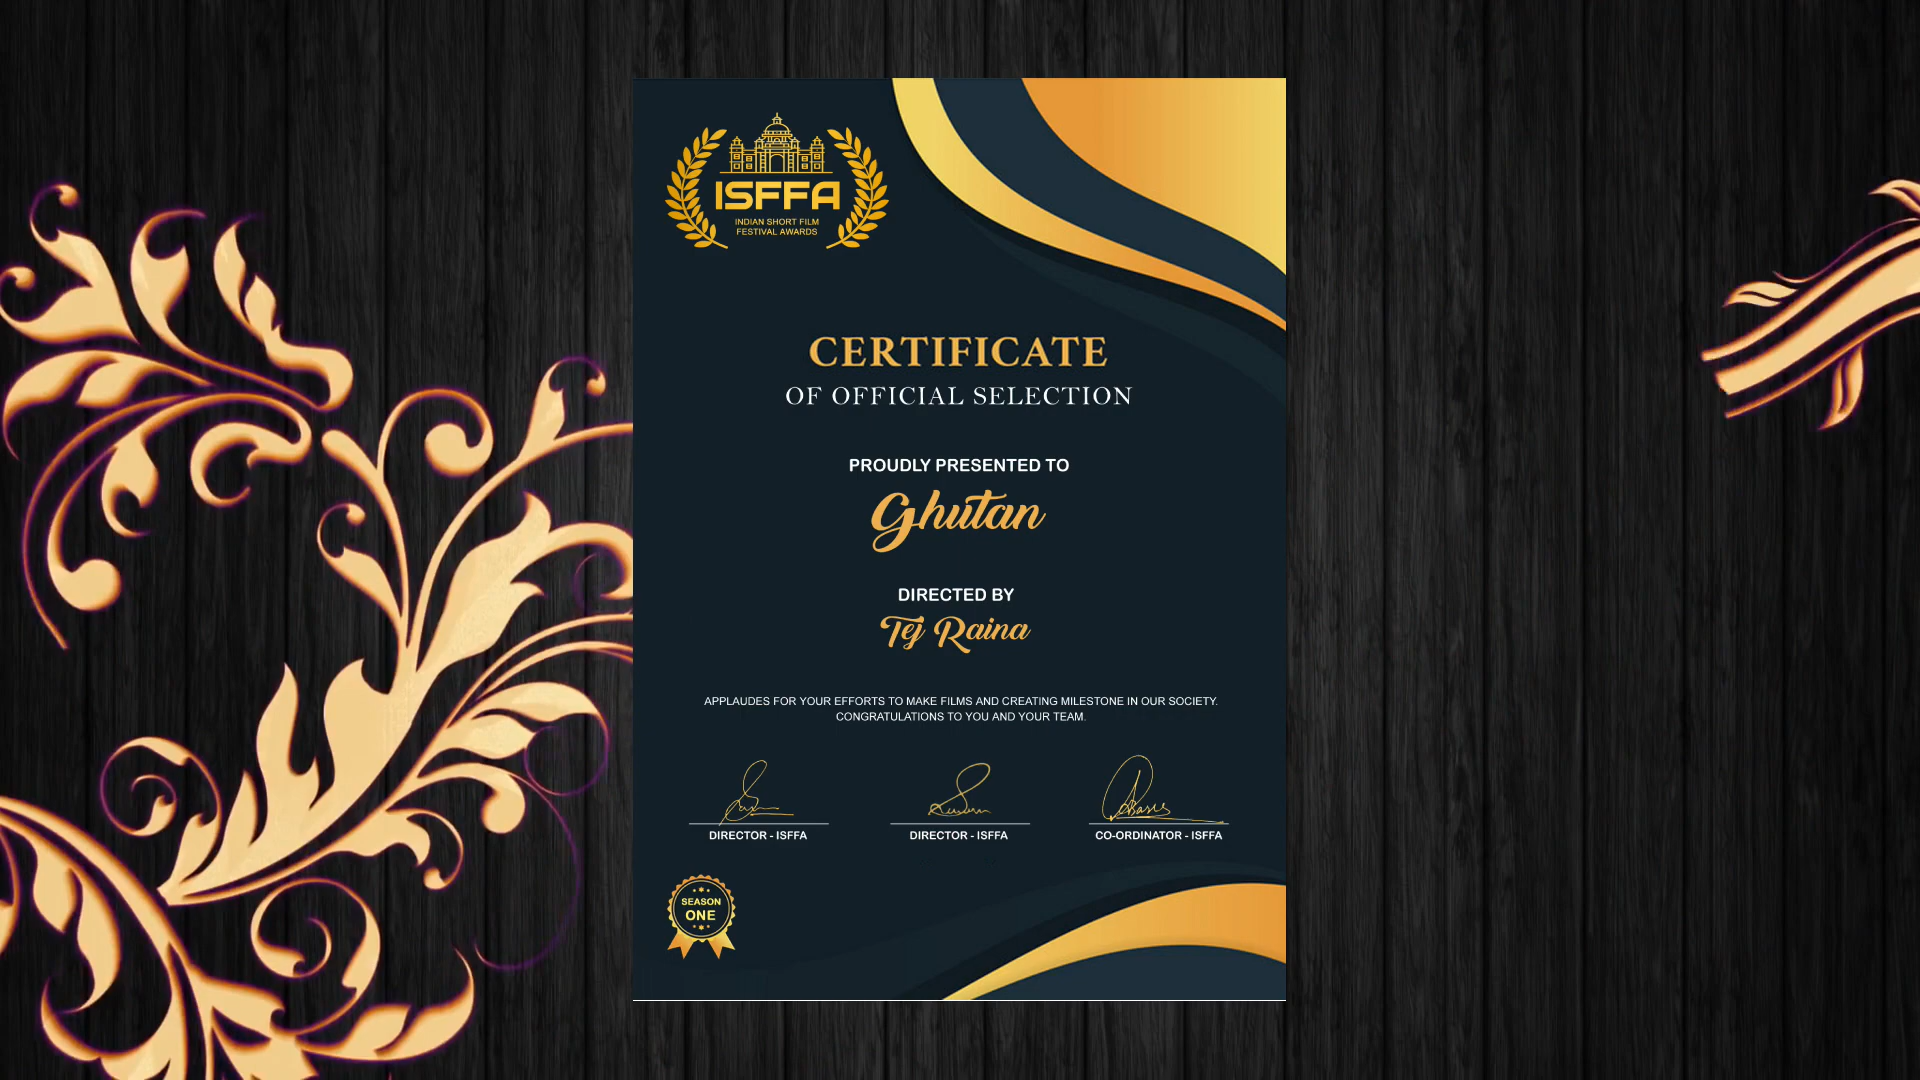 ISFFA
INDIAN SHORT FILM
FESTIVAL AWARDS
CERTIFICATE
OF OFFICIAL SELECTION
PROUDLY PRESENTED TO
Ghutan
DIRECTED BY
Tej Raina
APPLAUDES FOR YOUR EFFORTS TO MAKE FILMS AND CREATING MILESTONE IN OUR SOCIETY.
CONGRATULATIONS TO YOU AND YOUR TEAM.
DIRECTOR - ISFFA
DIRECTOR - ISFFA
CO-ORDINATOR - ISFFA
SEASON
ONE